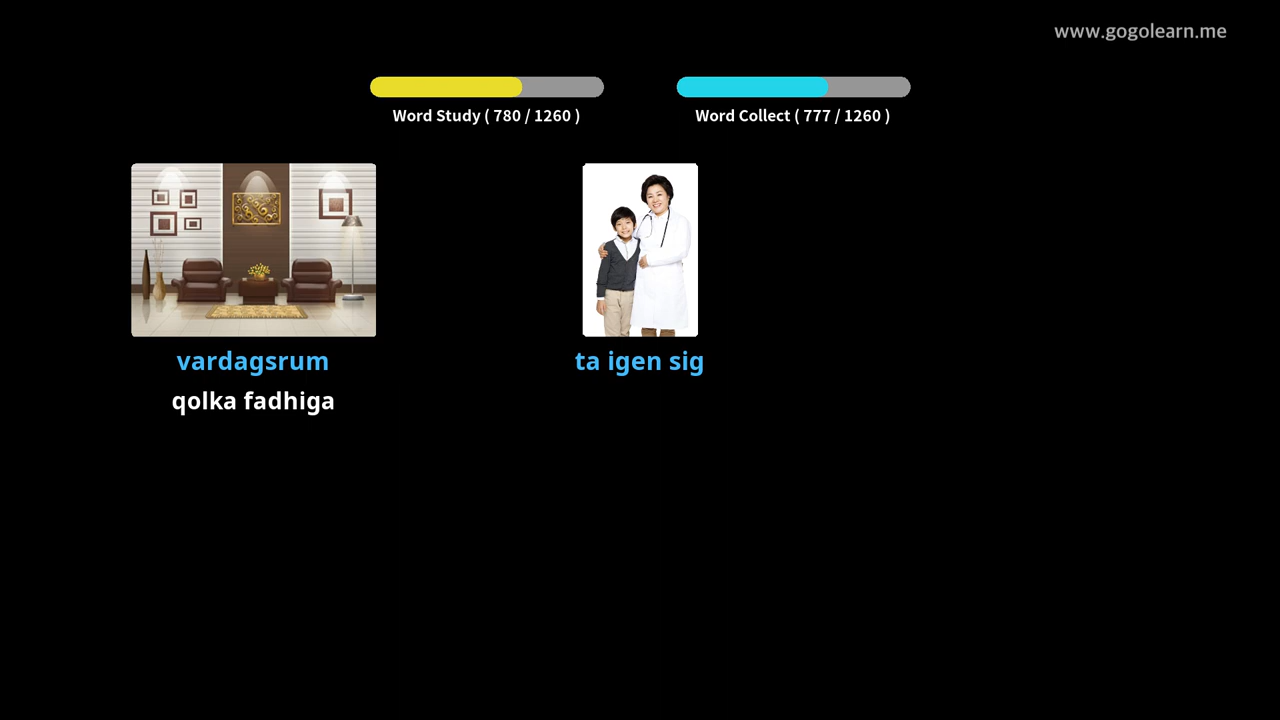 www.gogolearn.me
Word Study ( 780 / 1260 )
Word Collect ( 777 / 1260 )
vardagsrum
qolka fadhiga
ta igen sig